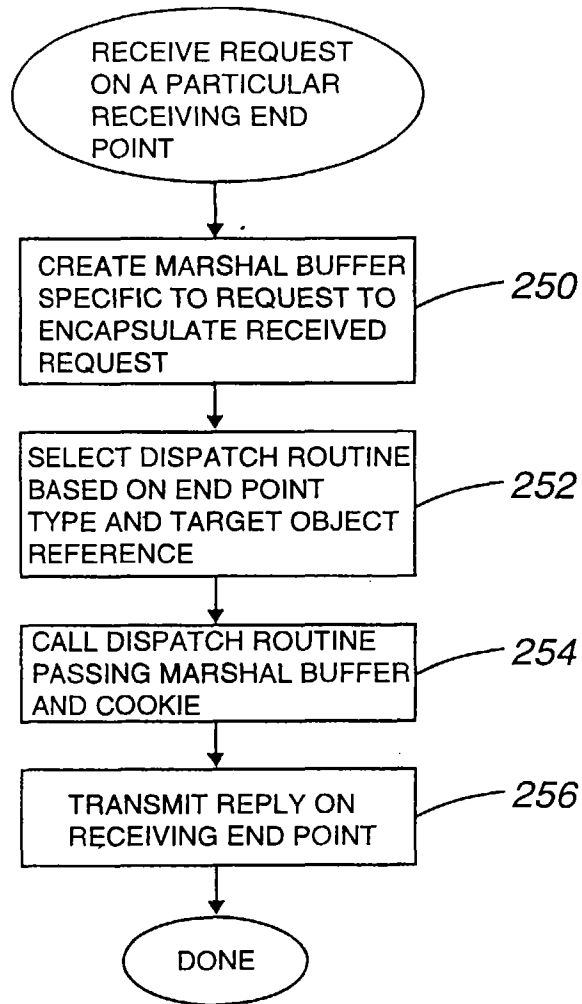 RECEIVE REQUEST
ON A PARTICULAR
RECEIVING END
POINT
CREATE MARSHAL BUFFER
SPECIFIC TO REQUEST TO
ENCAPSULATE RECEIVED
REQUEST
250
SELECT DISPATCH ROUTINE
BASED ON END POINT
TYPE AND TARGET OBJECT
REFERENCE
252
CALL DISPATCH ROUTINE
PASSING MARSHAL BUFFER
AND COOKIE
254
TRANSMIT REPLY ON
RECEIVING END POINT
256
DONE